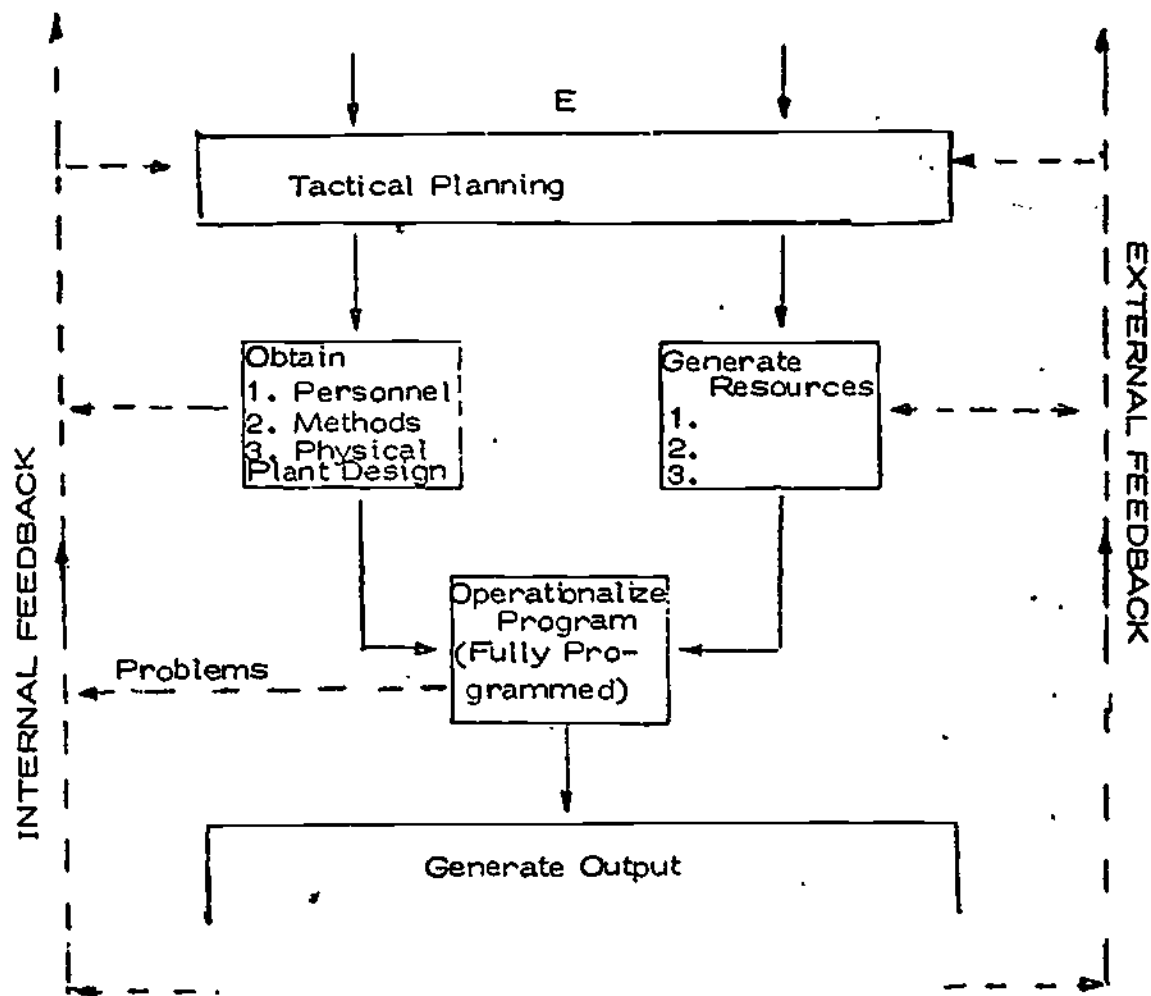 E
Tactical Planning
Obtain
1. Personnel
2. Methods
3. Physical
Plant Design
Generate
Resources
1.
2.
3.
Operationalize
Program
(Fully Pro-
grammed)
Problems
Generate Output
INTERNAL FEEDBACK
EXTERNAL FEEDBACK